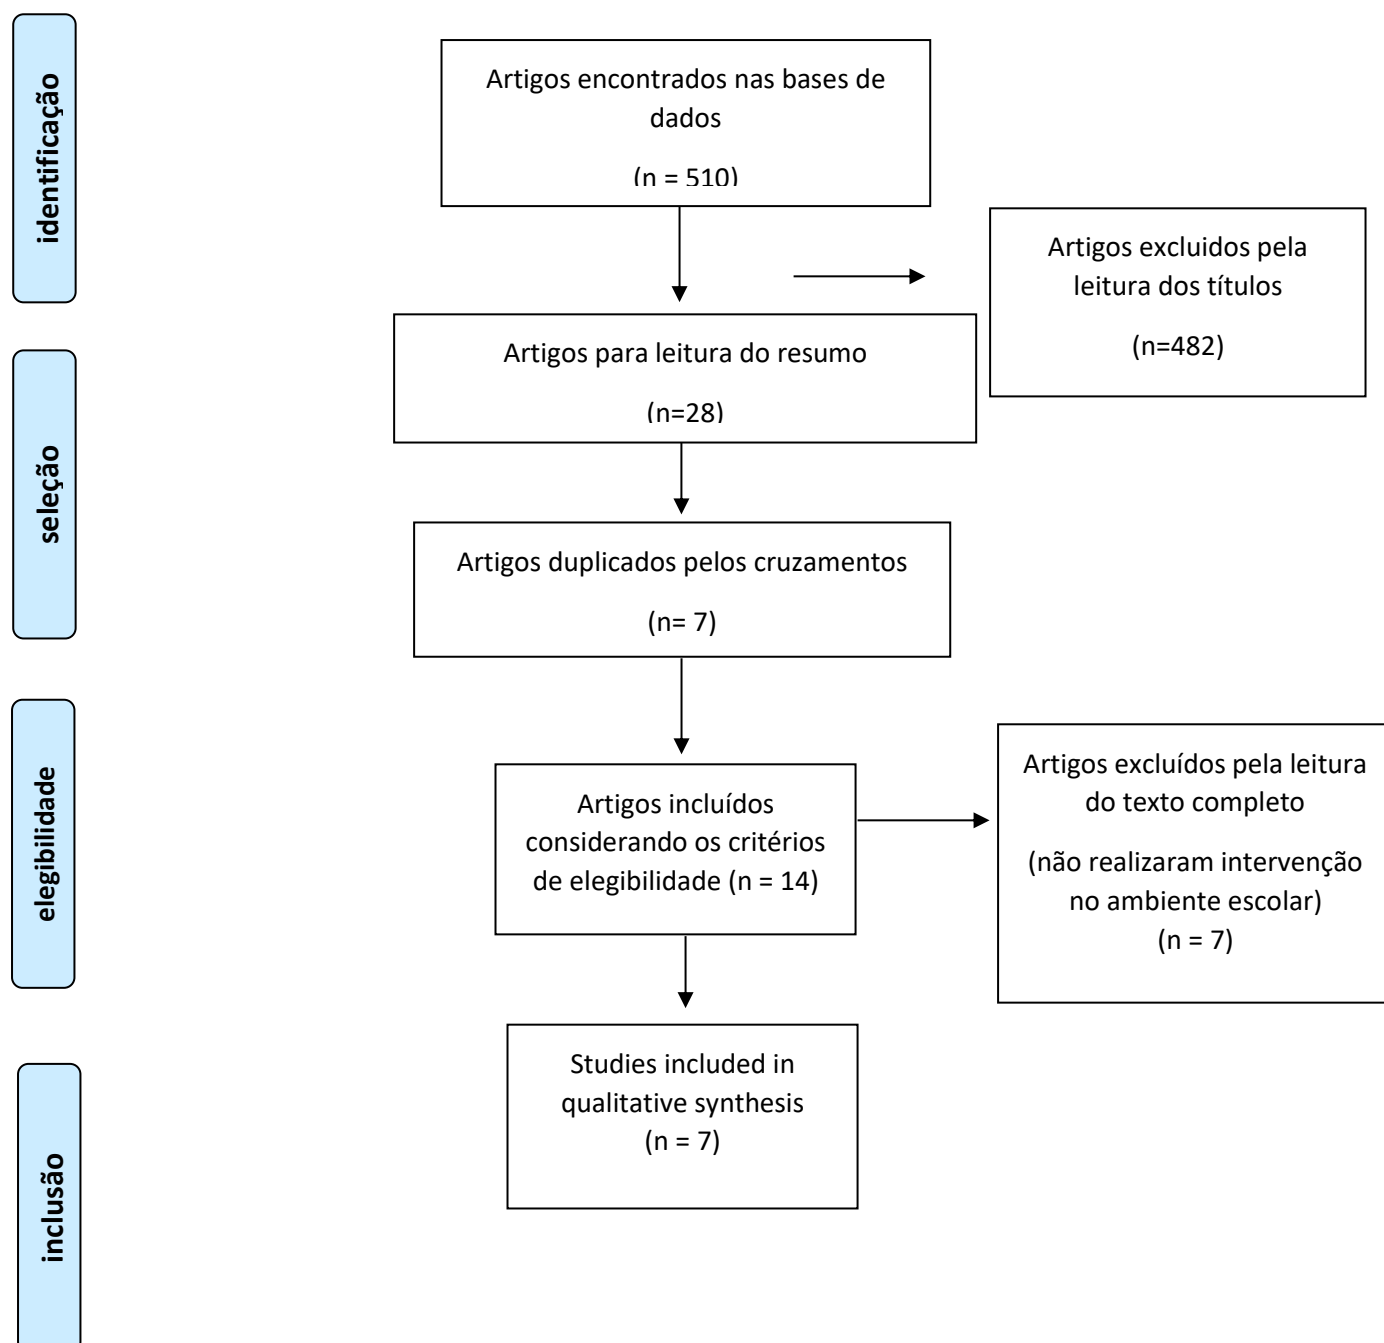 identificação
Artigos encontrados nas bases de
dados
(n = 510)
Artigos excluidos pela
leitura dos títulos
(n=482)
Artigos para leitura do resumo
(n=28)
seleção
Artigos duplicados pelos cruzamentos
(n= 7)
elegibilidade
Artigos incluídos
considerando os critérios
de elegibilidade (n = 14)
Artigos excluídos pela leitura
do texto completo
(não realizaram intervenção
no ambiente escolar)
(n = 7)
inclusão
Studies included in
qualitative synthesis
(n = 7)